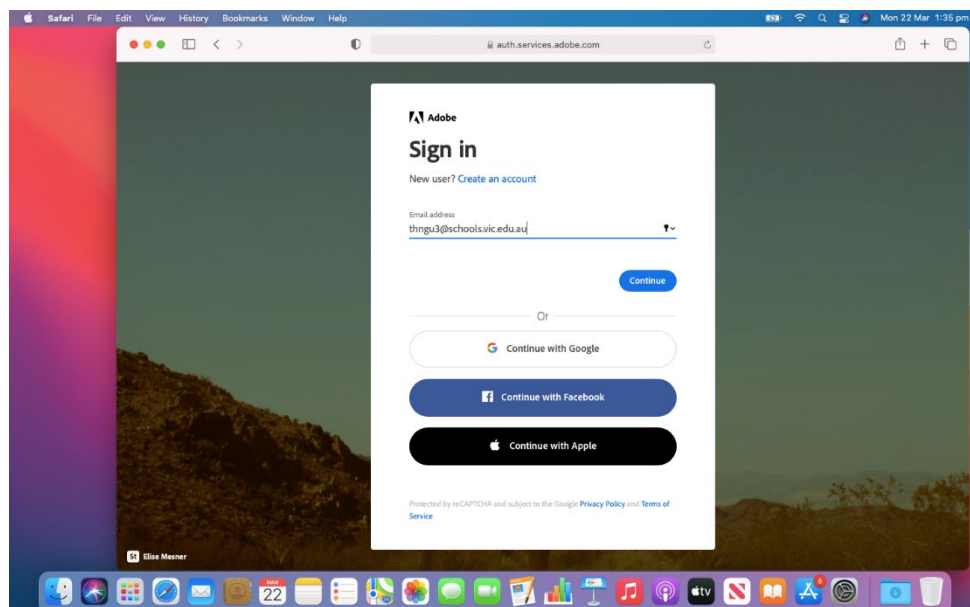 Safari File Edit View History Bookmarks Window Help Mon 22 Mar 1:35 pm
auth.services.adobe.com
Adobe
Sign in
New user? Create an account
Email address
thngu3@schools.vic.edu.au
Continue
Or
Continue with Google
Continue with Facebook
Continue with Apple
Protected by reCAPTCHA and subject to the Google Privacy Policy and Terms of
Service
St Elise Mesner
MAR
22
tv